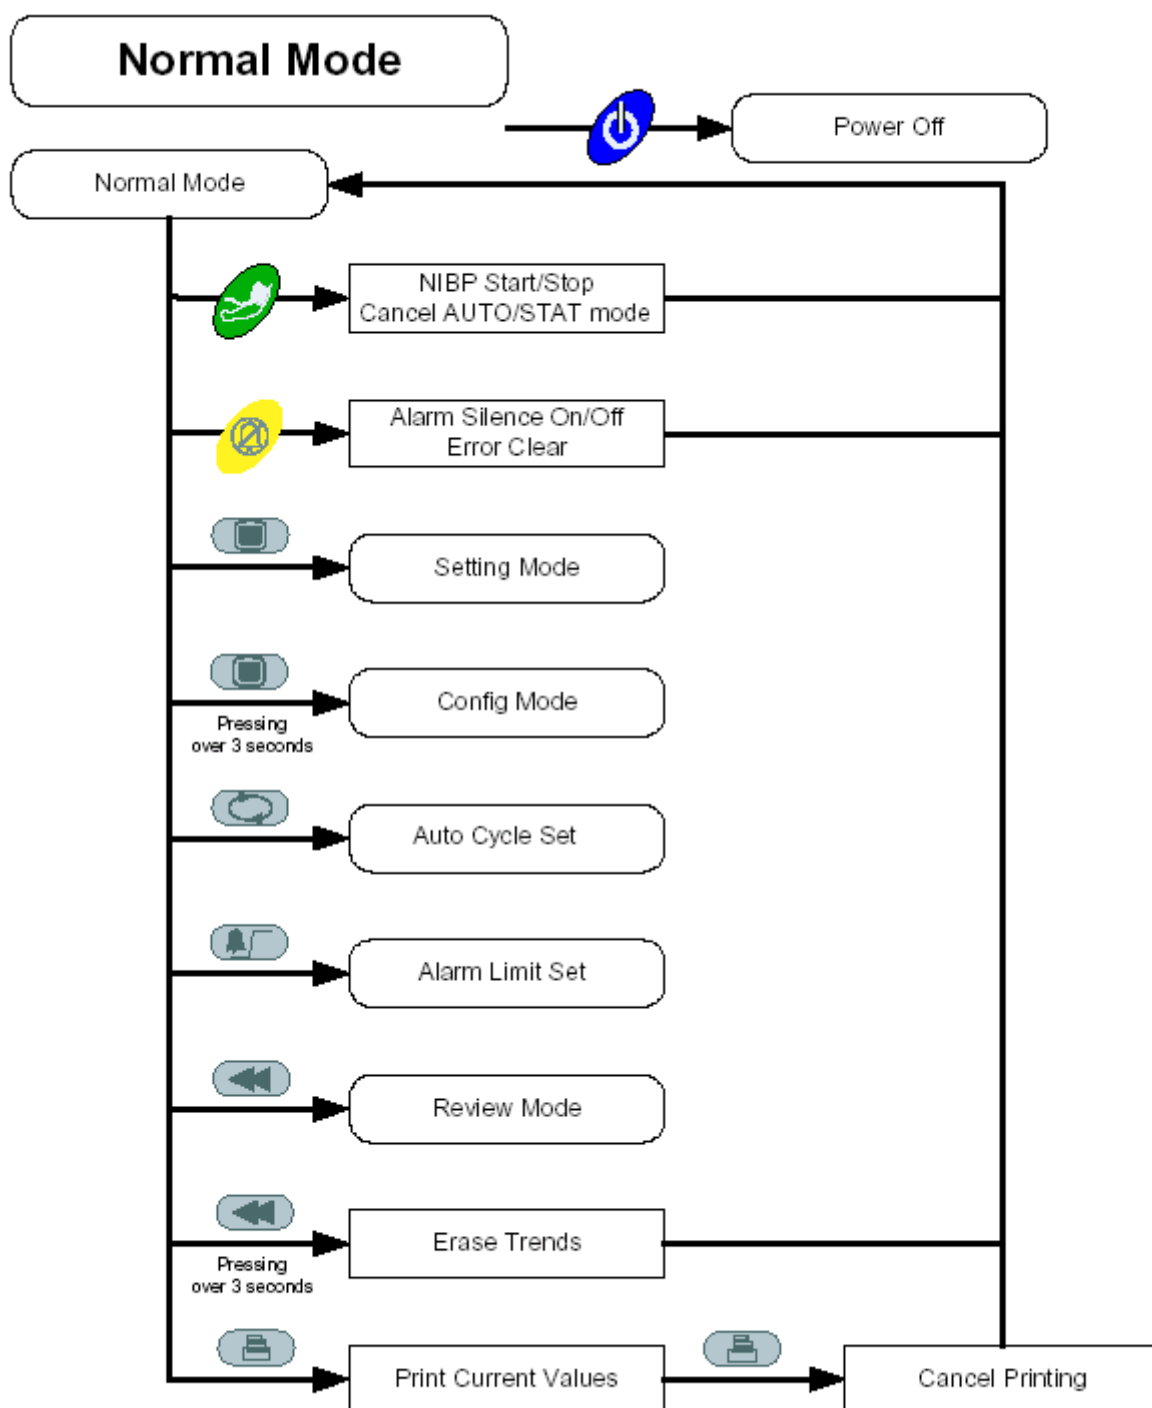 Normal Mode
Power Off
Normal Mode
NIBP Start/Stop
Cancel AUTO/STAT mode
Alarm Silence On/Off
Error Clear
Setting Mode
Config Mode
Pressing
over 3 seconds
Auto Cycle Set
Alarm Limit Set
Review Mode
Erase Trends
Pressing
over 3 seconds
Print Current Values
Cancel Printing